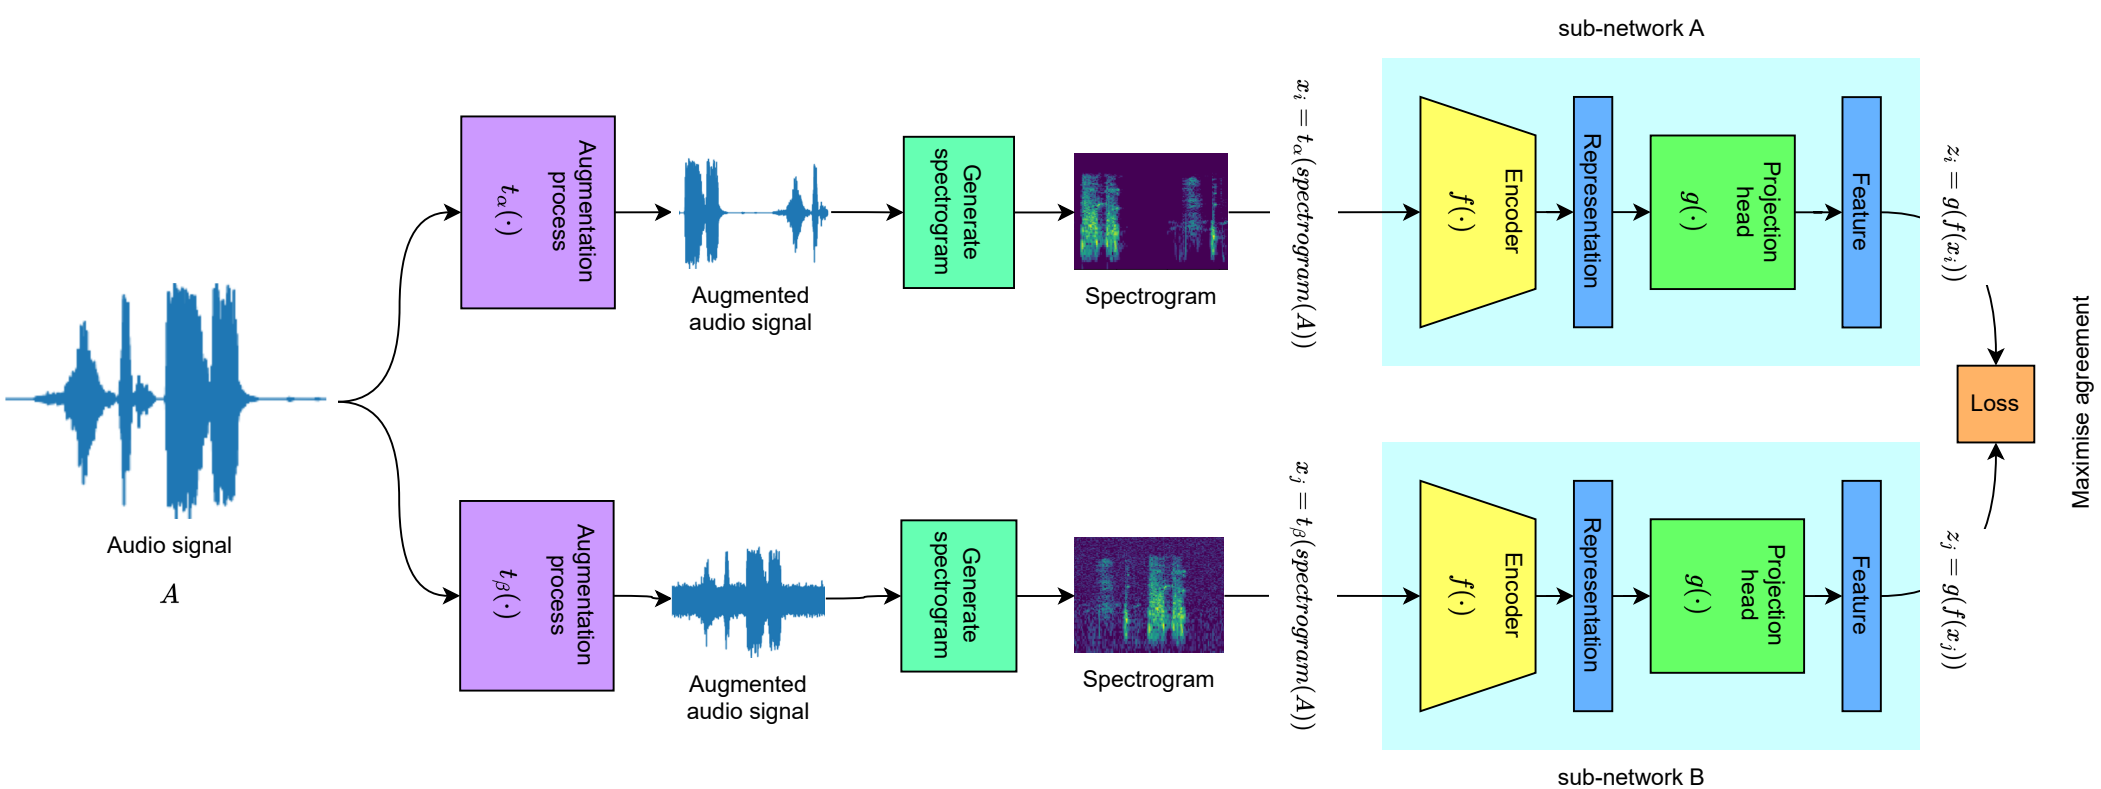 sub-network A
Augmentation
process
t_α(·)
Augmented
audio signal
Generate
spectrogram
Spectrogram
x_i = t_α(spectrogram(A))
Encoder
f(·)
Representation
Projection
head
g(·)
Feature
z_i = g(f(x_i))
Audio signal
A
Loss
Maximise agreement
Augmentation
process
t_β(·)
Augmented
audio signal
Generate
spectrogram
Spectrogram
x_j = t_β(spectrogram(A))
Encoder
f(·)
Representation
Projection
head
g(·)
Feature
z_j = g(f(x_j))
sub-network B